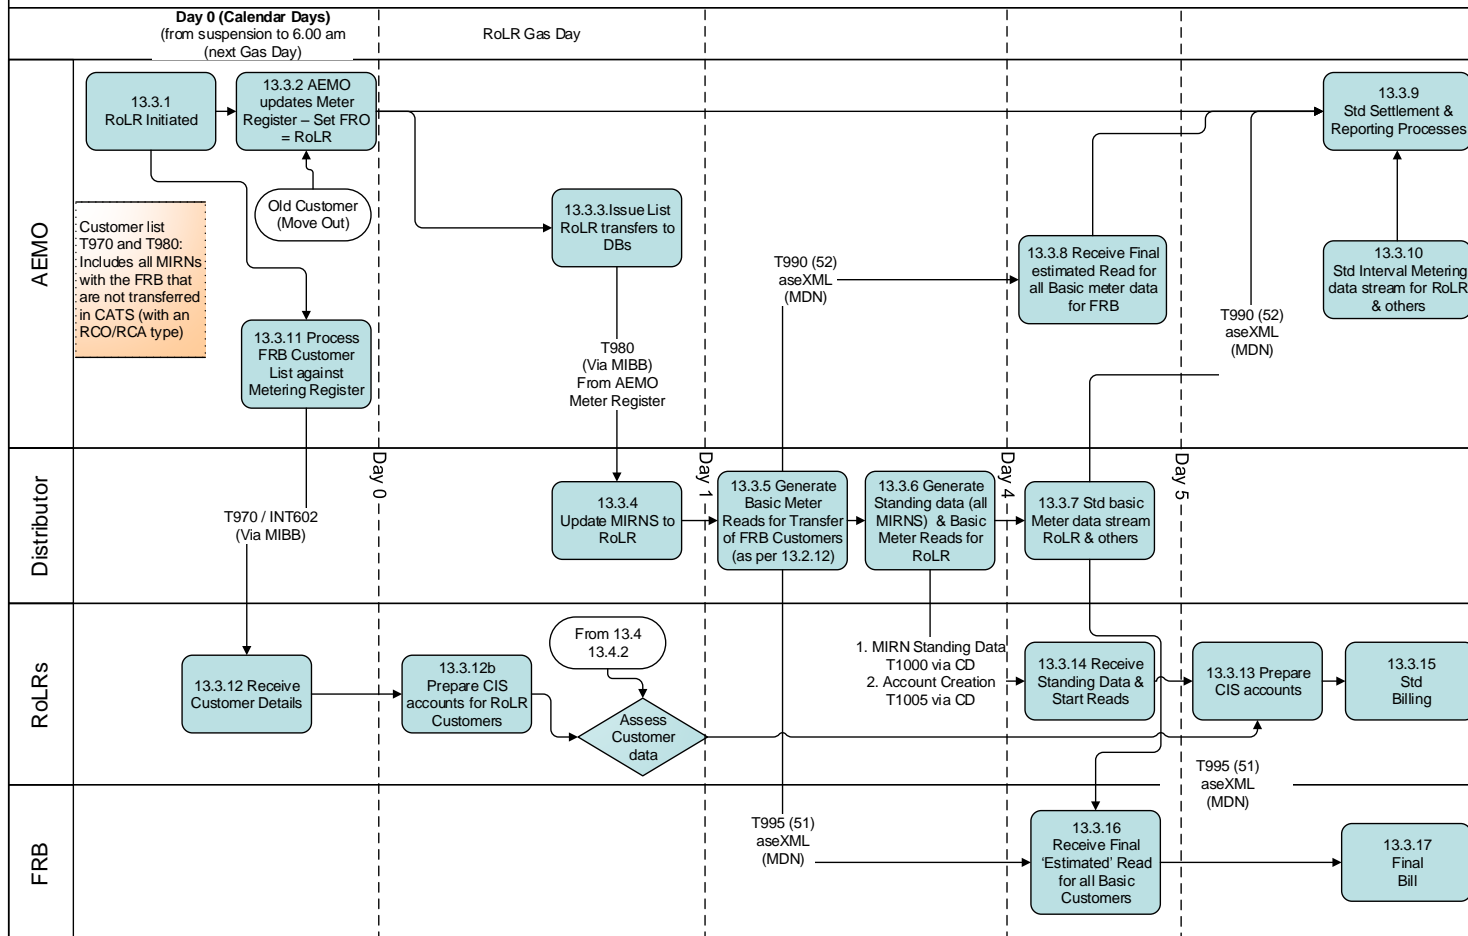 Day 0 (Calendar Days)
(from suspension to 6.00 am
(next Gas Day)
RoLR Gas Day
AEMO
13.3.1
RoLR Initiated
13.3.2 AEMO
updates Meter
Register – Set FRO
= RoLR
Old Customer
(Move Out)
Customer list
T970 and T980:
Includes all MIRNs
with the FRB that
are not transferred
in CATS (with an
RCO/RCA type)
13.3.11 Process
FRB Customer
List against
Metering Register
13.3.3.Issue List
RoLR transfers to
DBs
T980
(Via MIBB)
From AEMO
Meter Register
T990 (52)
aseXML
(MDN)
13.3.8 Receive Final
estimated Read for
all Basic meter data
for FRB
T990 (52)
aseXML
(MDN)
13.3.9
Std Settlement &
Reporting Processes
13.3.10
Std Interval Metering
data stream for RoLR
& others
Distributor
Day 0
Day 1
Day 4
Day 5
T970 / INT602
(Via MIBB)
13.3.4
Update MIRNS to
RoLR
13.3.5 Generate
Basic Meter
Reads for Transfer
of FRB Customers
(as per 13.2.12)
13.3.6 Generate
Standing data (all
MIRNS)  & Basic
Meter Reads for
RoLR
13.3.7 Std basic
Meter data stream
RoLR & others
RoLRs
13.3.12 Receive
Customer Details
13.3.12b
Prepare CIS
accounts for RoLR
Customers
From 13.4
13.4.2
Assess
Customer
data
1. MIRN Standing Data
T1000 via CD
2. Account Creation
T1005 via CD
13.3.14 Receive
Standing Data &
Start Reads
13.3.13 Prepare
CIS accounts
13.3.15
Std
Billing
T995 (51)
aseXML
(MDN)
FRB
T995 (51)
aseXML
(MDN)
13.3.16
Receive Final
‘Estimated’ Read
for all Basic
Customers
13.3.17
Final
Bill